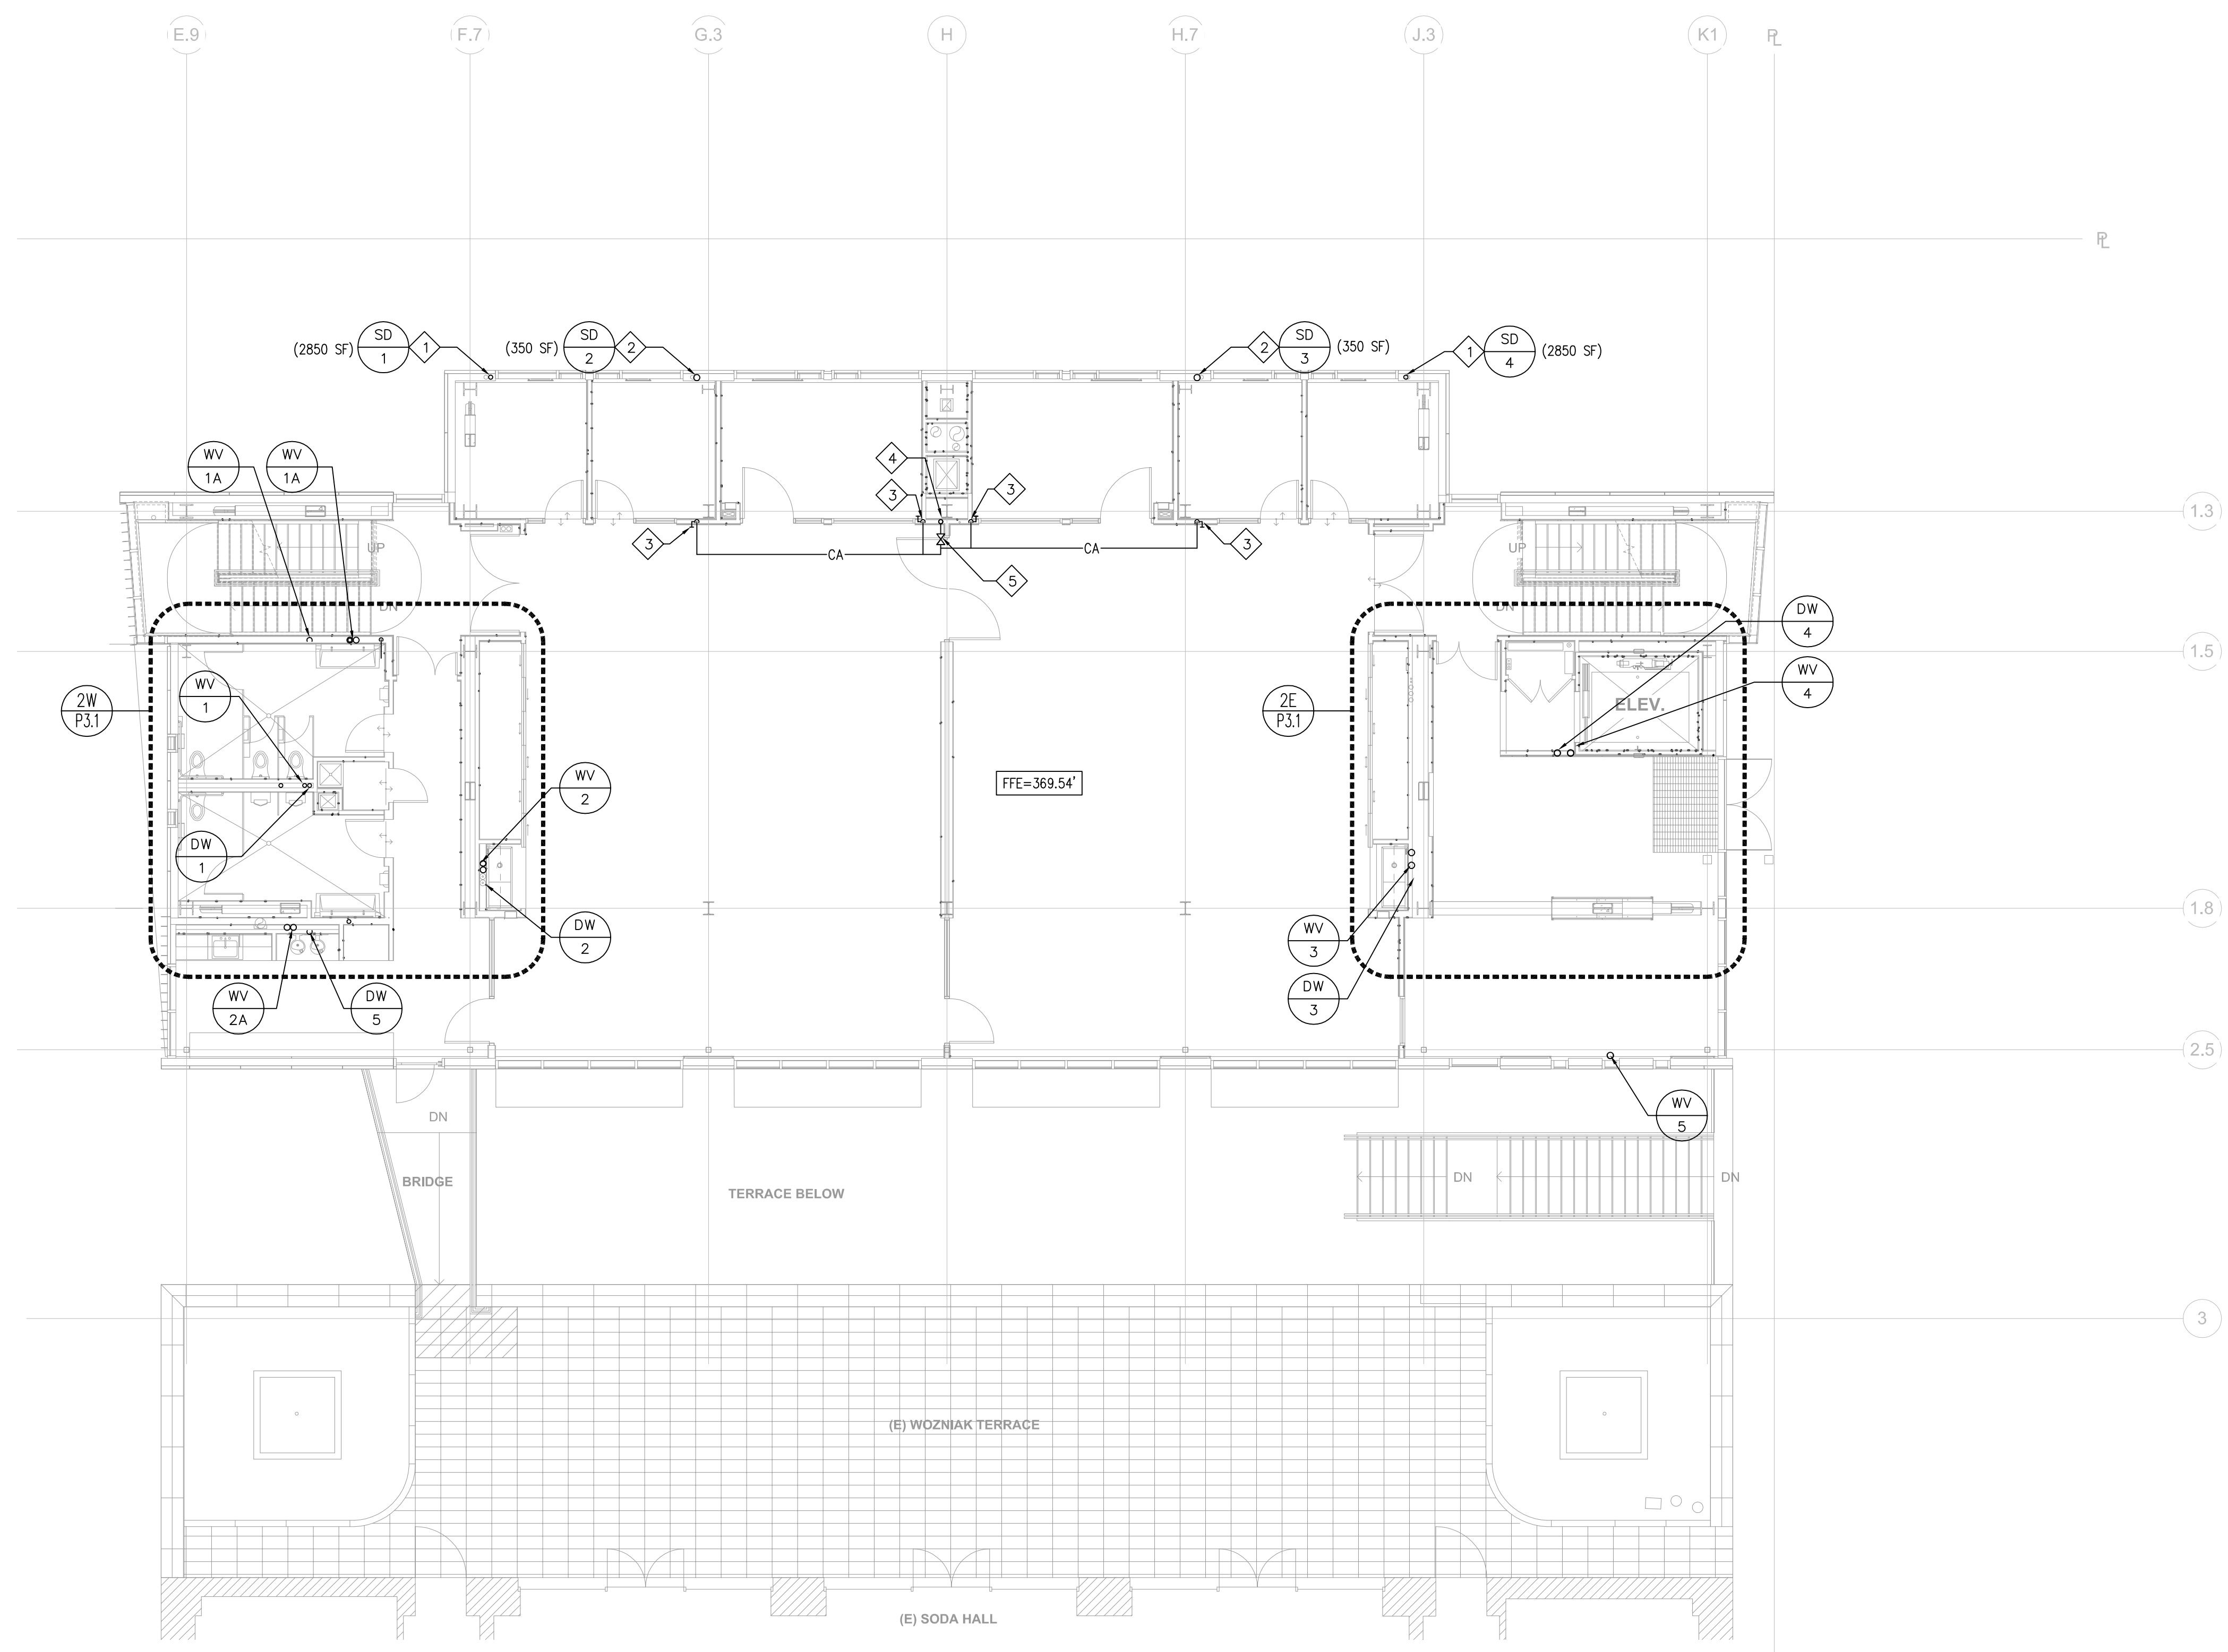 E.9
F.7
G.3
H
H.7
J.3
K1
PL
PL
(2850 SF)
SD
1
1
(350 SF)
SD
2
2
2
SD
3
(350 SF)
1
SD
4
(2850 SF)
WV
1A
WV
1A
4
3
3
1.3
3
CA
CA
3
UP
UP
5
DN
DN
DW
4
1.5
WV
4
WV
1
2W
P3.1
2E
P3.1
ELEV.
FFE=369.54'
WV
2
DW
1
1.8
DW
2
WV
3
WV
2A
DW
5
DW
3
2.5
WV
5
DN
BRIDGE
TERRACE BELOW
DN
DN
3
(E) WOZNIAK TERRACE
(E) SODA HALL